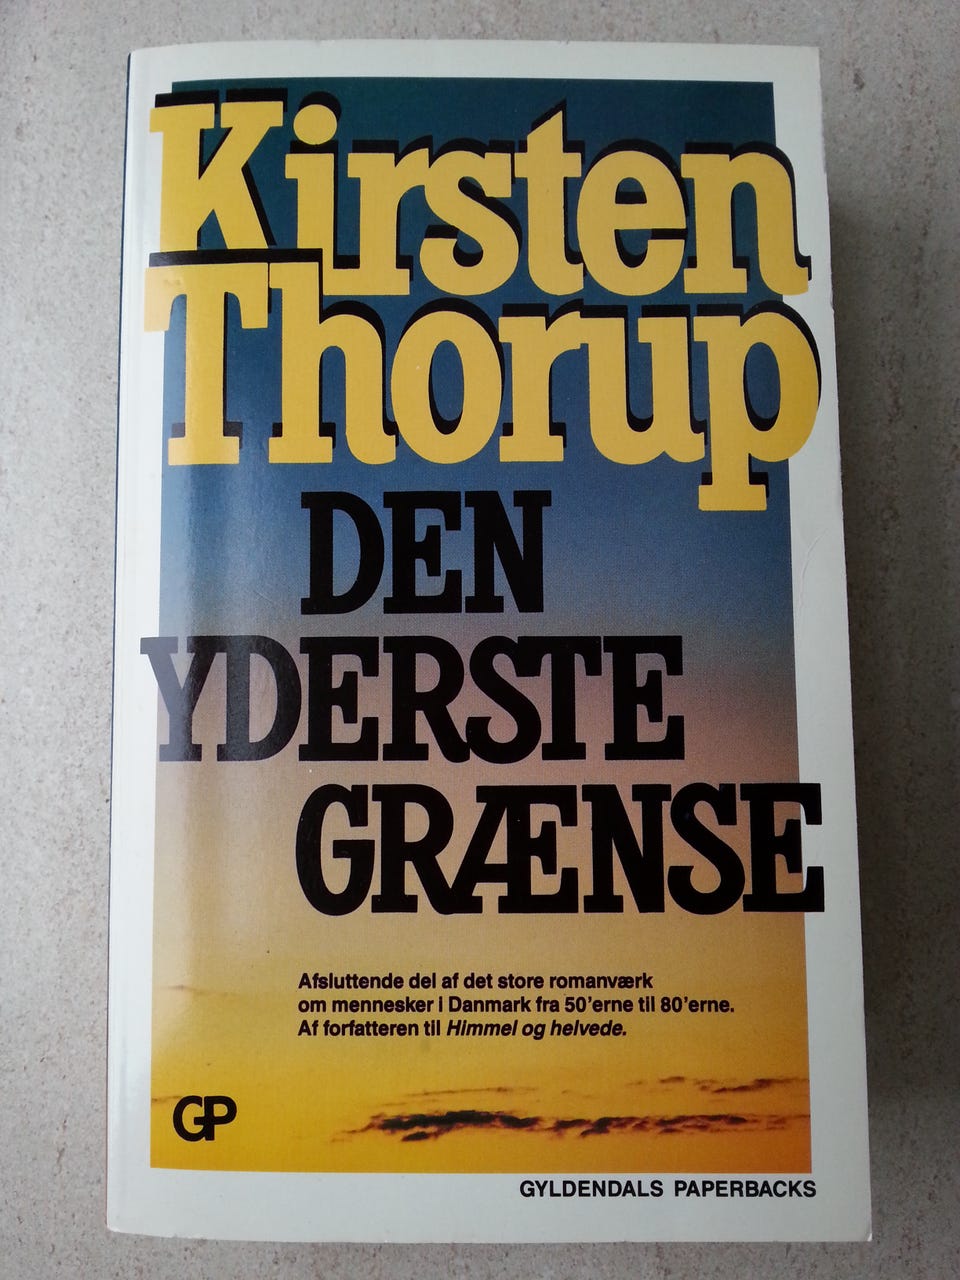 Kirsten
Thorup
DEN
YDERSTE
GRÆNSE
Afsluttende del af det store romanværk
om mennesker i Danmark fra 50'erne til 80'erne.
Af forfatteren til Himmel og helvede.
GP
GYLDENDALS PAPERBACKS